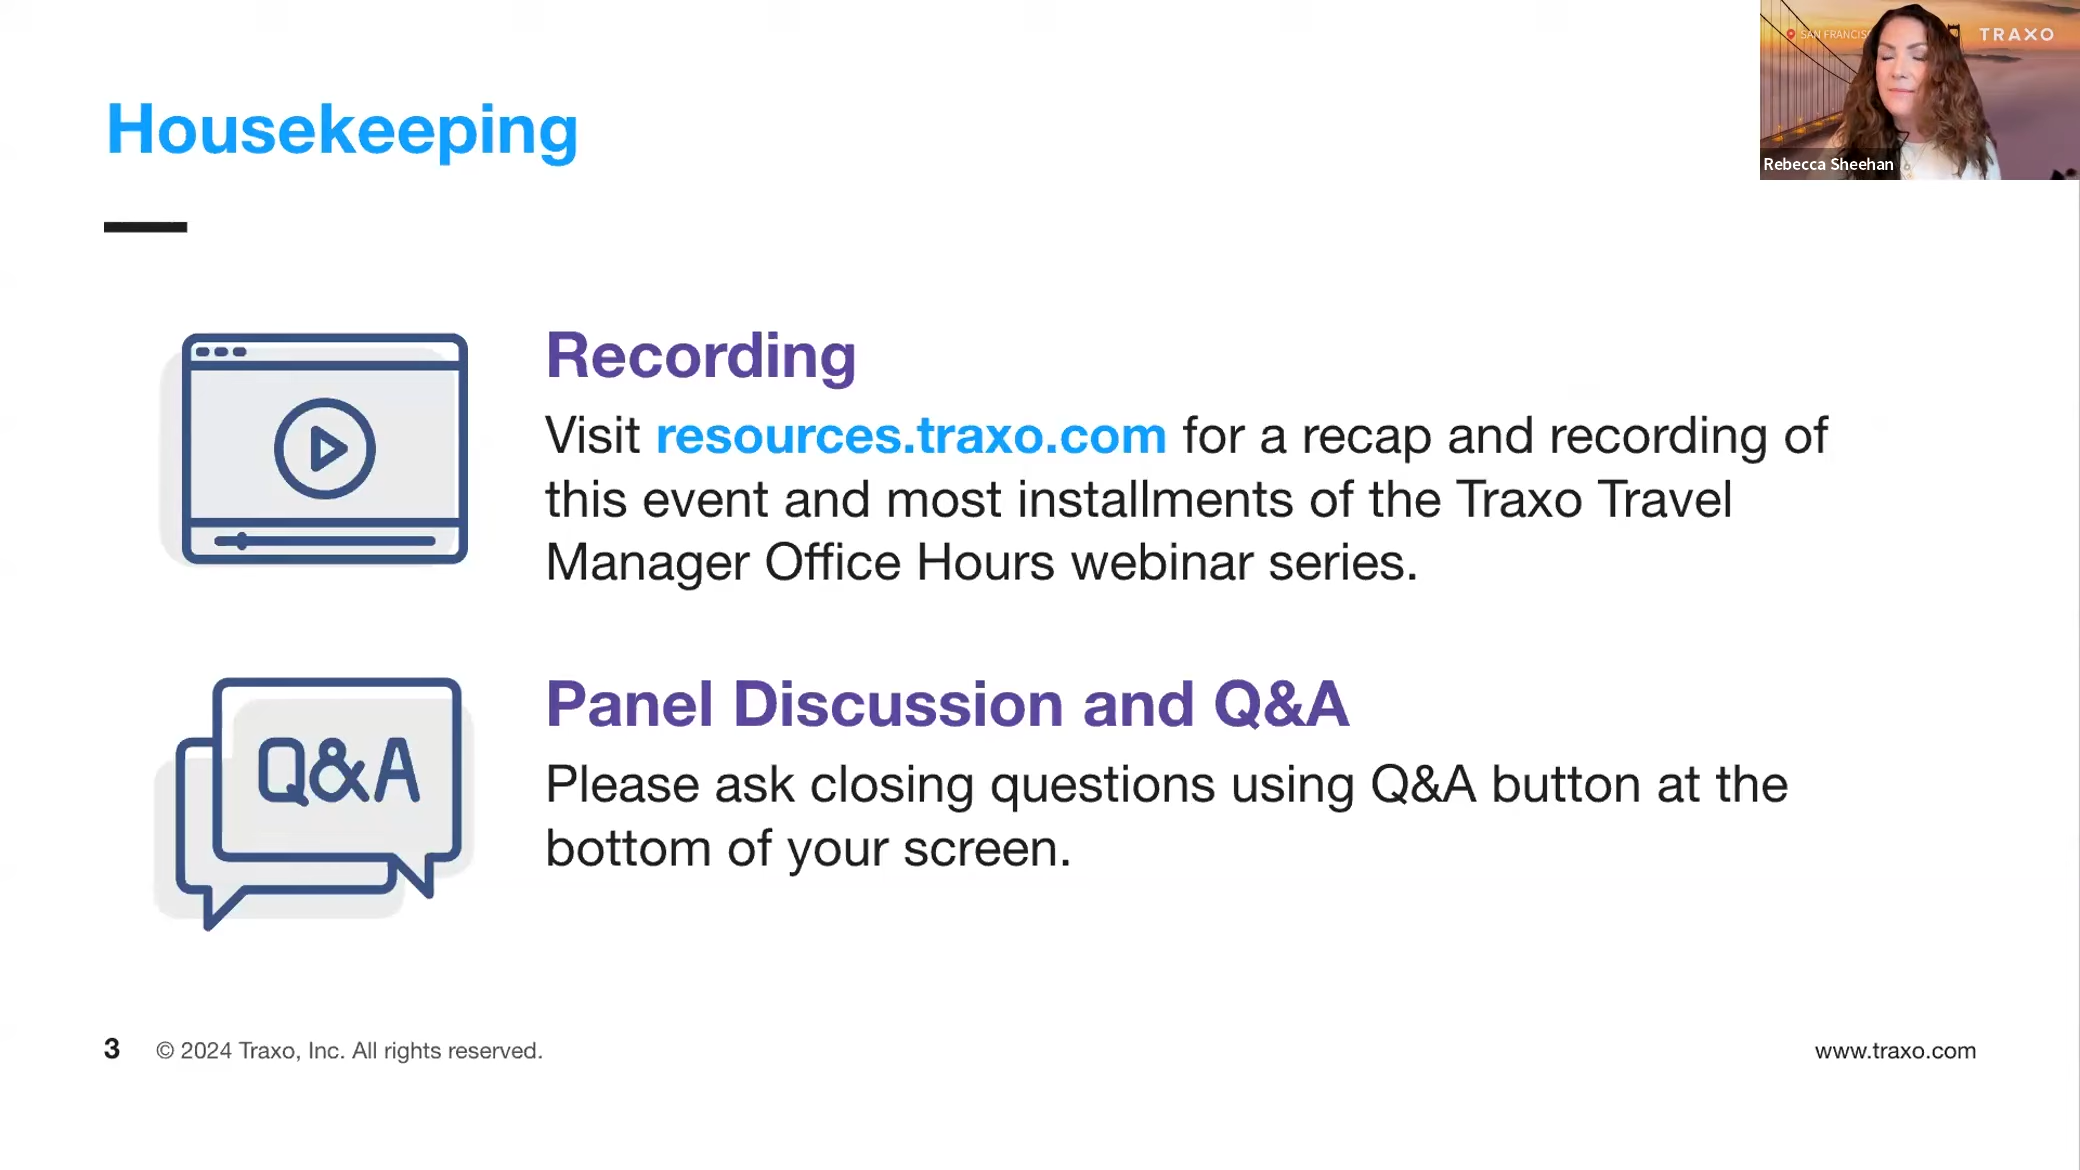 SAN FRANCISC
TRAXO
Rebecca Sheehan
Housekeeping
Recording
Visit resources.traxo.com for a recap and recording of
this event and most installments of the Traxo Travel
Manager Office Hours webinar series.
Q&A
Panel Discussion and Q&A
Please ask closing questions using Q&A button at the
bottom of your screen.
3 © 2024 Traxo, Inc. All rights reserved.
www.traxo.com